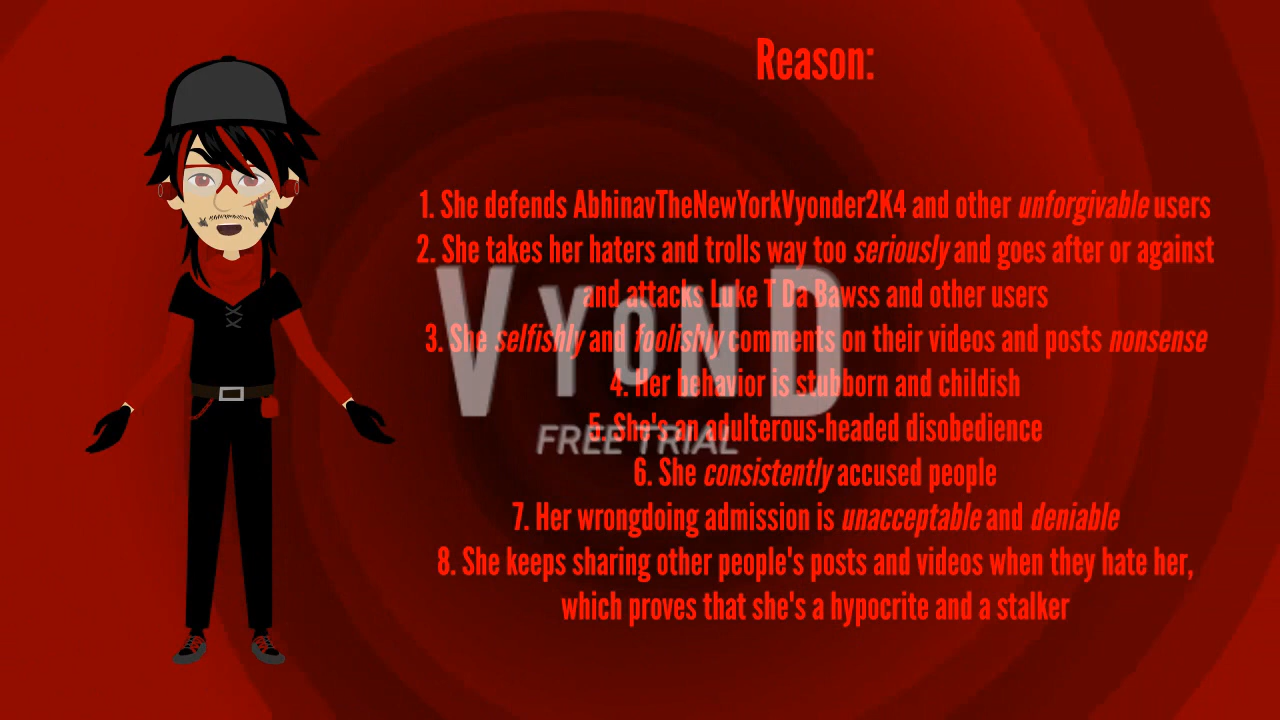 Reason:
1. She defends AbhinavTheNewYorkVyonder2K4 and other unforgivable users
2. She takes her haters and trolls way too seriously and goes after or against
and attacks Luke T Da Bawss and other users
3. She selfishly and foolishly comments on their videos and posts nonsense
4. Her behavior is stubborn and childish
5. She's an adulterous-headed disobedience
6. She consistently accused people
7. Her wrongdoing admission is unacceptable and deniable
8. She keeps sharing other people's posts and videos when they hate her,
which proves that she's a hypocrite and a stalker
VYOND
FREE TRIAL